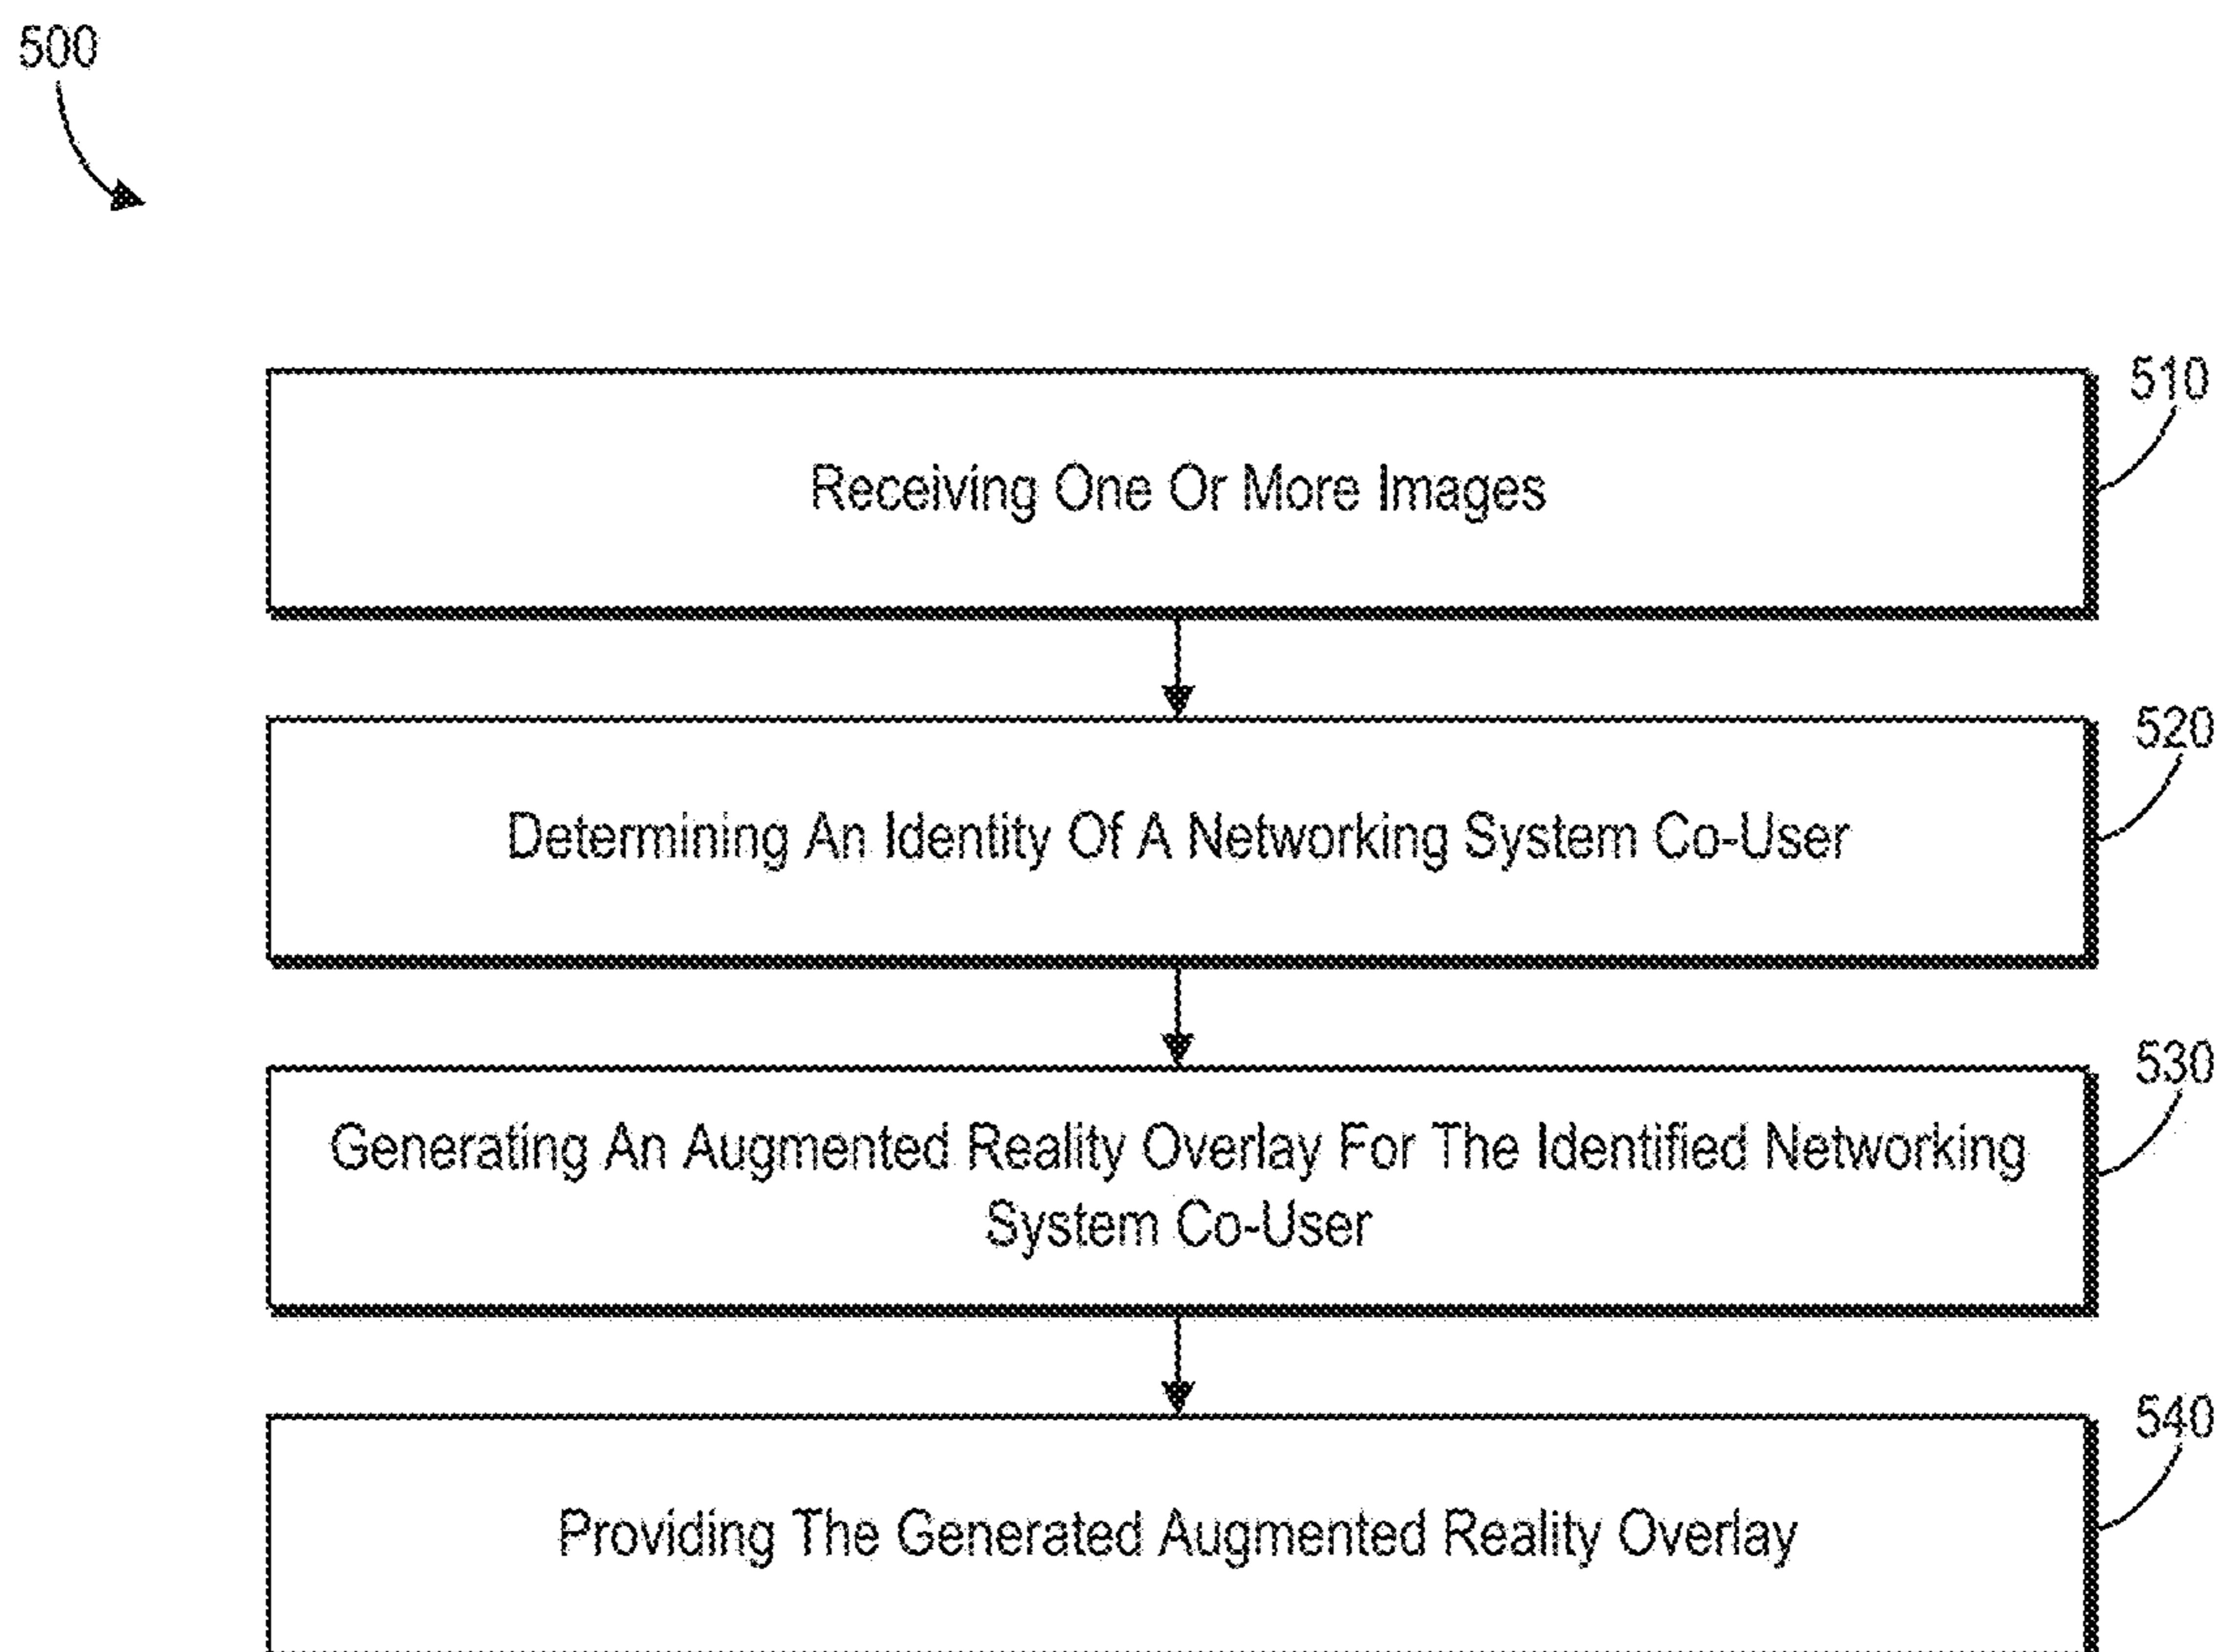 500
510
Receiving One Or More Images
520
Determining An Identity Of A Networking System Co-User
530
Generating An Augmented Reality Overlay For The Identified Networking
System Co-User
540
Providing The Generated Augmented Reality Overlay